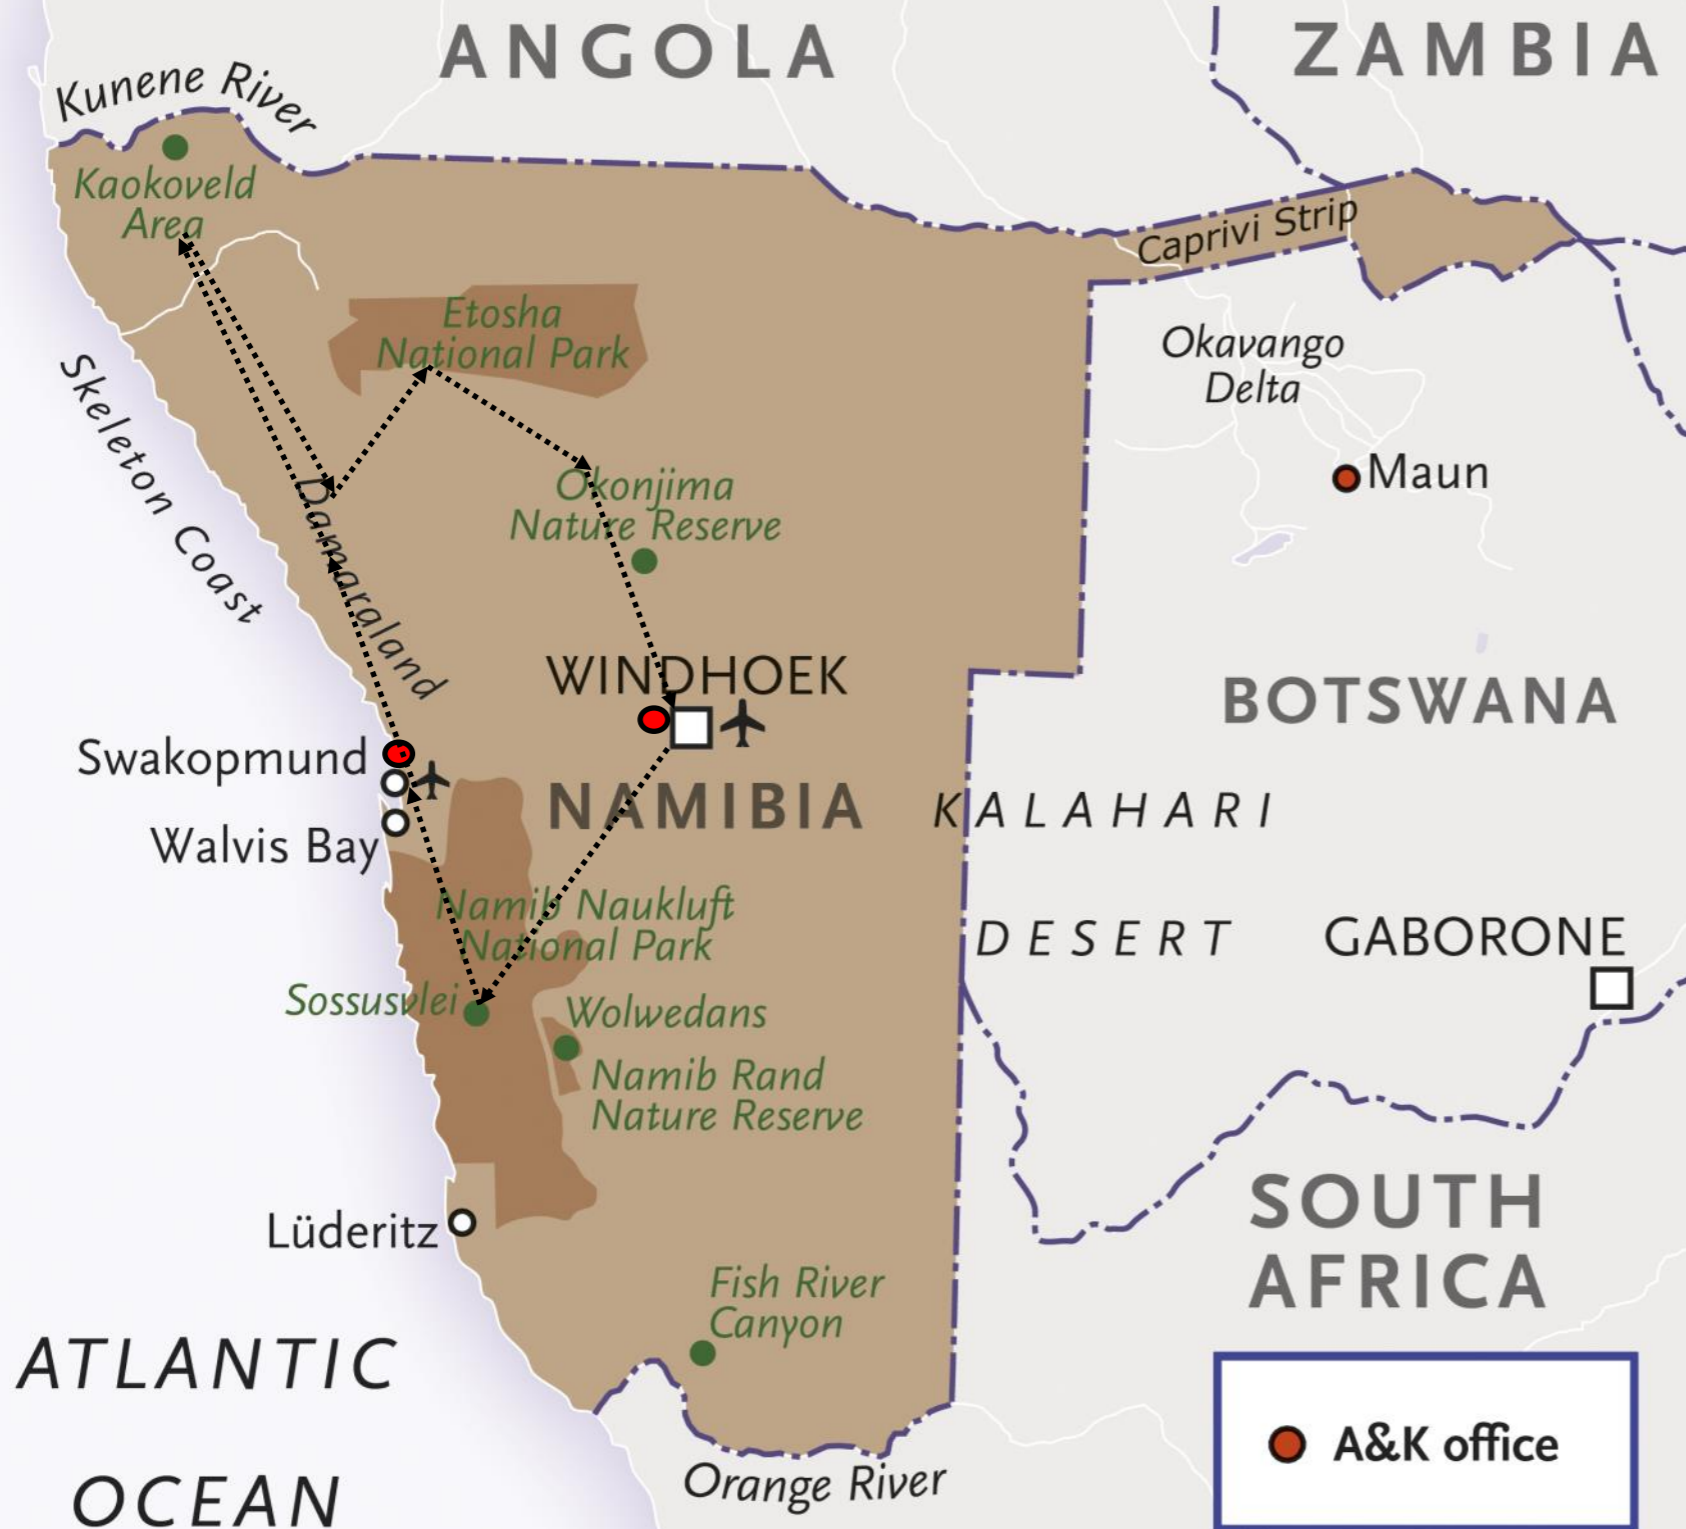 ANGOLA
ZAMBIA
Kunene River
Kaokoveld
Area
Caprivi Strip
Etosha
National Park
Okavango
Delta
Skeleton Coast
Maun
Okonjima
Nature Reserve
Damaraland
WINDHOEK
BOTSWANA
Swakopmund
NAMIBIA
KALAHARI
Walvis Bay
Namib Naukluft
National Park
DESERT
GABORONE
Sossusvlei
Wolwedans
Namib Rand
Nature Reserve
SOUTH
AFRICA
Lüderitz
Fish River
Canyon
ATLANTIC
OCEAN
A&K office
Orange River